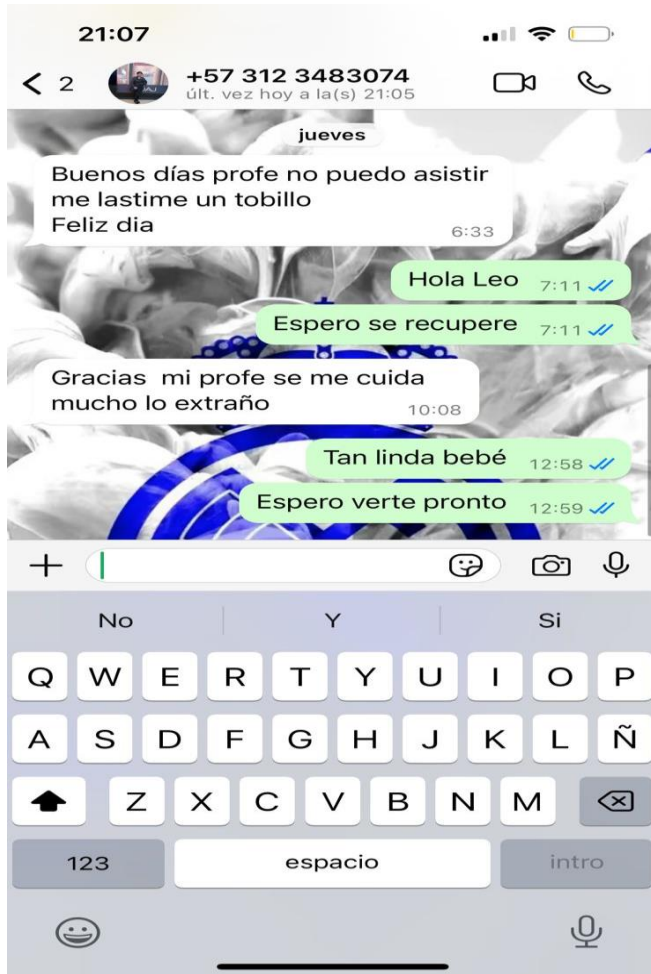 21:07
2
+57 312 3483074
últ. vez hoy a la(s) 21:05
jueves
Buenos días profe no puedo asistir
me lastime un tobillo
Feliz dia
6:33
Hola Leo 7:11
Espero se recupere 7:11
Gracias mi profe se me cuida
mucho lo extraño
10:08
Tan linda bebé 12:58
Espero verte pronto 12:59
No Y Si
Q W E R T Y U I O P
A S D F G H J K L Ñ
Z X C V B N M
123 espacio intro